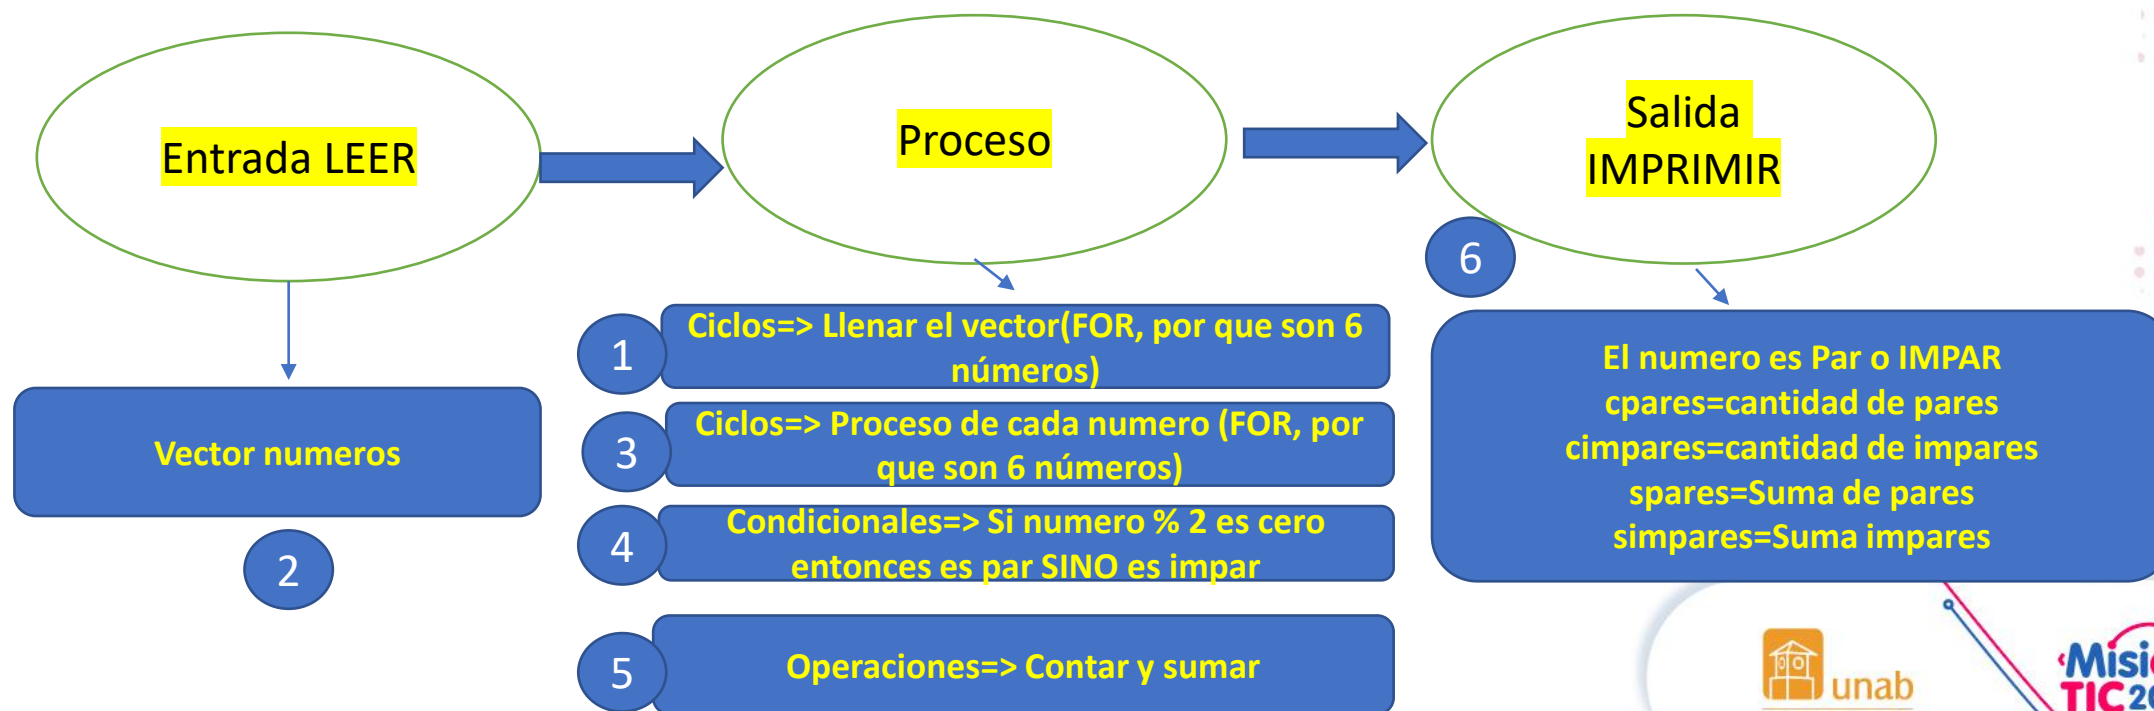 Entrada LEER
Proceso
Salida
IMPRIMIR
6
Vector numeros
2
1
Ciclos=> Llenar el vector(FOR, por que son 6
números)
3
Ciclos=> Proceso de cada numero (FOR, por
que son 6 números)
4
Condicionales=> Si numero % 2 es cero
entonces es par SINO es impar
5
Operaciones=> Contar y sumar
El numero es Par o IMPAR
cpares=cantidad de pares
cimpares=cantidad de impares
spares=Suma de pares
simpares=Suma impares
unab